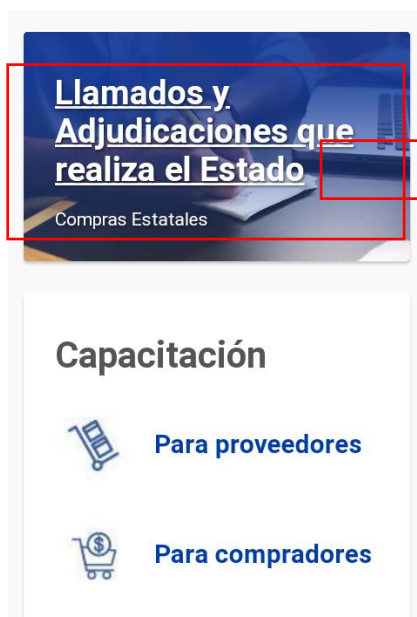 Llamados y
Adjudicaciones que
realiza el Estado
Compras Estatales
Capacitación
Para proveedores
Para compradores